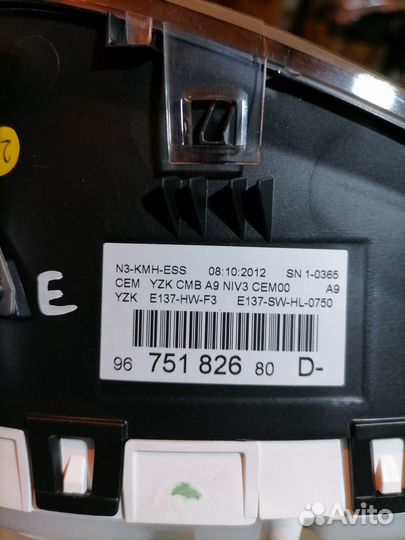 2
E
N3-KMH-ESS 08:10:2012 SN 1-0365
CEM YZK CMB A9 NIV3 CEM00 A9
YZK E137-HW-F3 E137-SW-HL-0750
96 751 826 80 D-
Avito